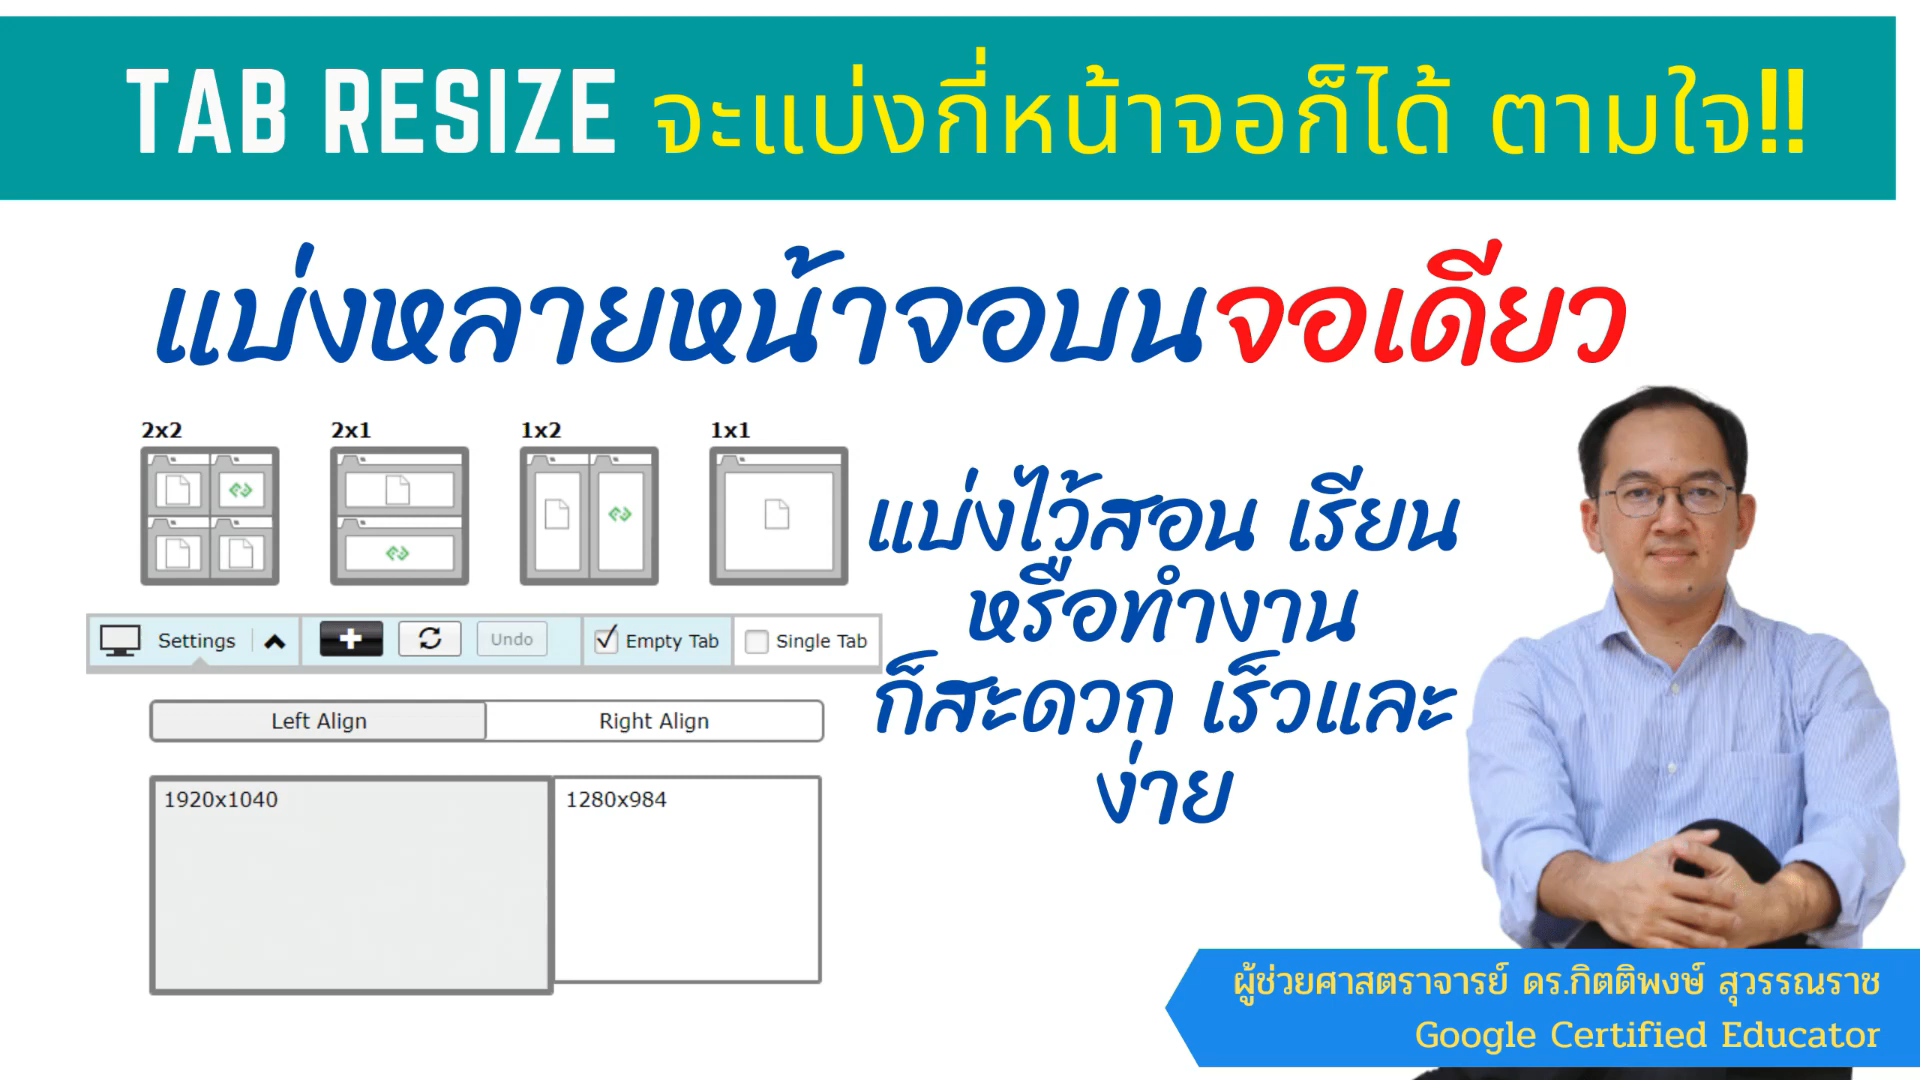 TAB RESIZE จะแบ่งกี่หน้าจอก็ได้ ตามใจ!!
แบ่งหลายหน้าจอบนจอเดียว
2x2 2x1 1x2 1x1
แบ่งไว้สอน เรียน
หรือทำงาน
ก็สะดวก เร็วและ
ง่าย
Settings Undo Empty Tab Single Tab
Left Align Right Align
1920x1040 1280x984
ผู้ช่วยศาสตราจารย์ ดร.กิตติพงษ์ สุวรรณราช
Google Certified Educator